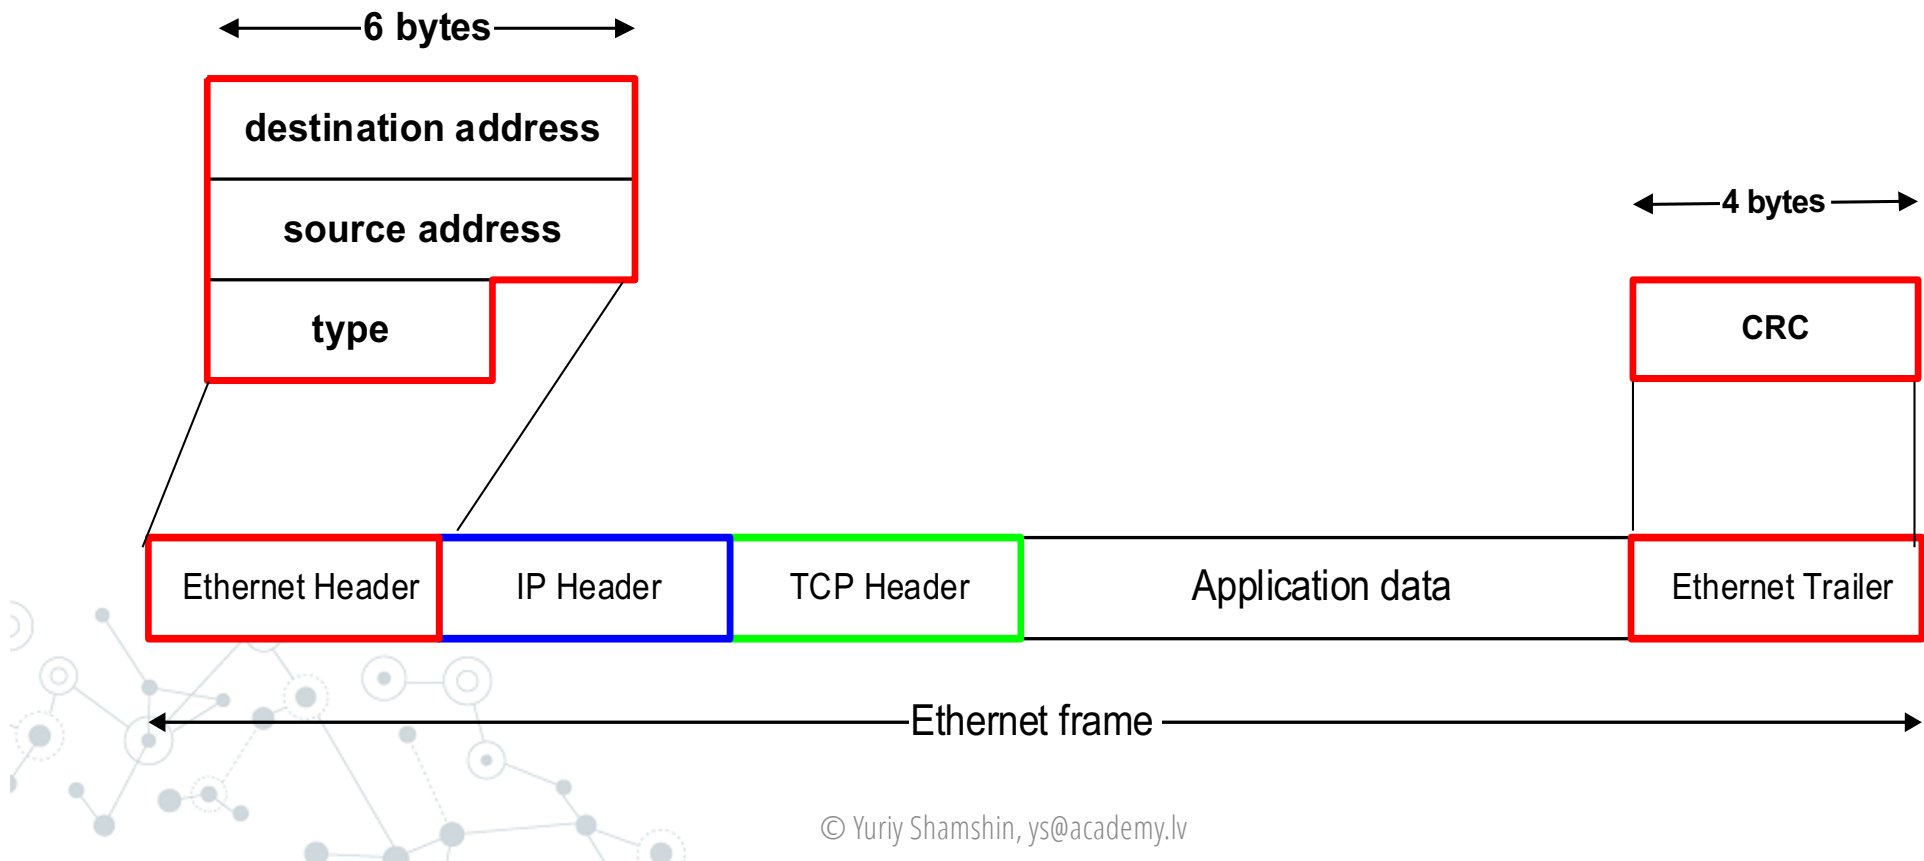 6 bytes
destination address
source address
type
4 bytes
CRC
Ethernet Header
IP Header
TCP Header
Application data
Ethernet Trailer
Ethernet frame
© Yuriy Shamshin, ys@academy.lv